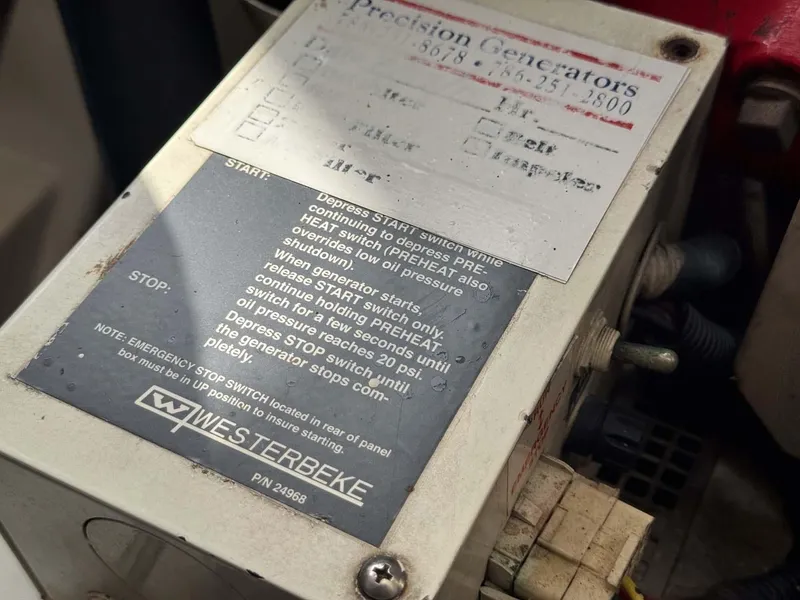 Precision Generators
8678 • 786-251-2800
Hr.
Filter
Belt
Impeller
START:
Depress START switch while
continuing to depress PRE-
HEAT switch (PREHEAT also
overrides low oil pressure
shutdown).
When generator starts,
release START switch only.
continue holding PREHEAT
switch for a few seconds until
oil pressure reaches 20 psi.
STOP:
Depress STOP switch until
the generator stops com-
pletely.
NOTE: EMERGENCY STOP SWITCH located in rear of panel
box must be in UP position to insure starting.
W WESTERBEKE
P/N 24968